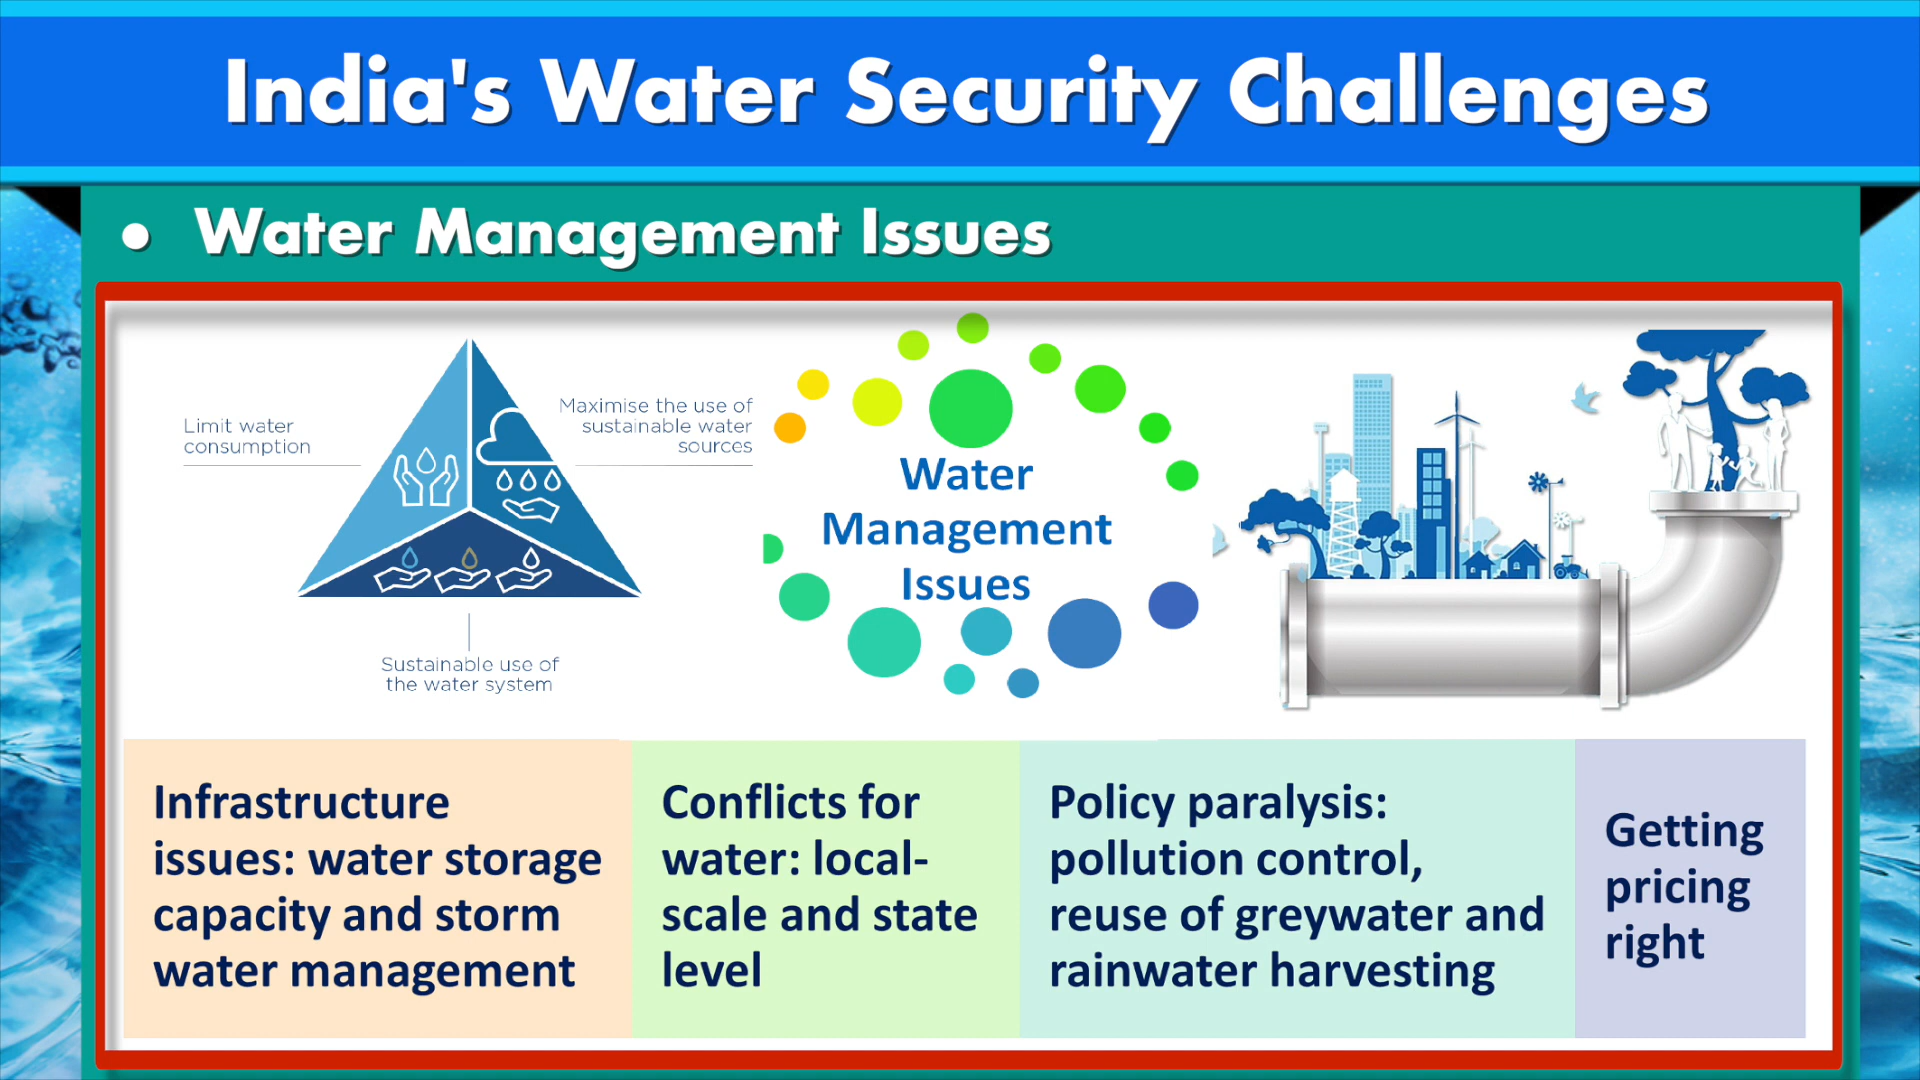 India's Water Security Challenges
• Water Management Issues
Limit water
consumption
Maximise the use of
sustainable water
sources
Sustainable use of
the water system
Water
Management
Issues
Infrastructure
issues: water storage
capacity and storm
water management
Conflicts for
water: local-
scale and state
level
Policy paralysis:
pollution control,
reuse of greywater and
rainwater harvesting
Getting
pricing
right